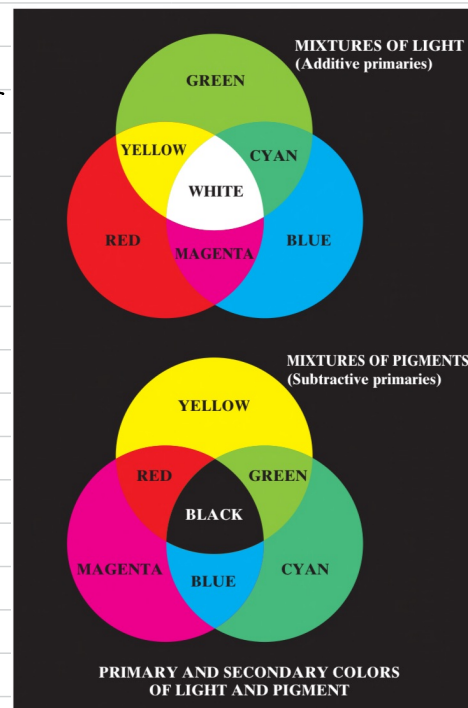 MIXTURES OF LIGHT
(Additive primaries)
GREEN
YELLOW
CYAN
WHITE
RED
BLUE
MAGENTA
MIXTURES OF PIGMENTS
(Subtractive primaries)
YELLOW
RED
GREEN
BLACK
MAGENTA
BLUE
CYAN
PRIMARY AND SECONDARY COLORS
OF LIGHT AND PIGMENT